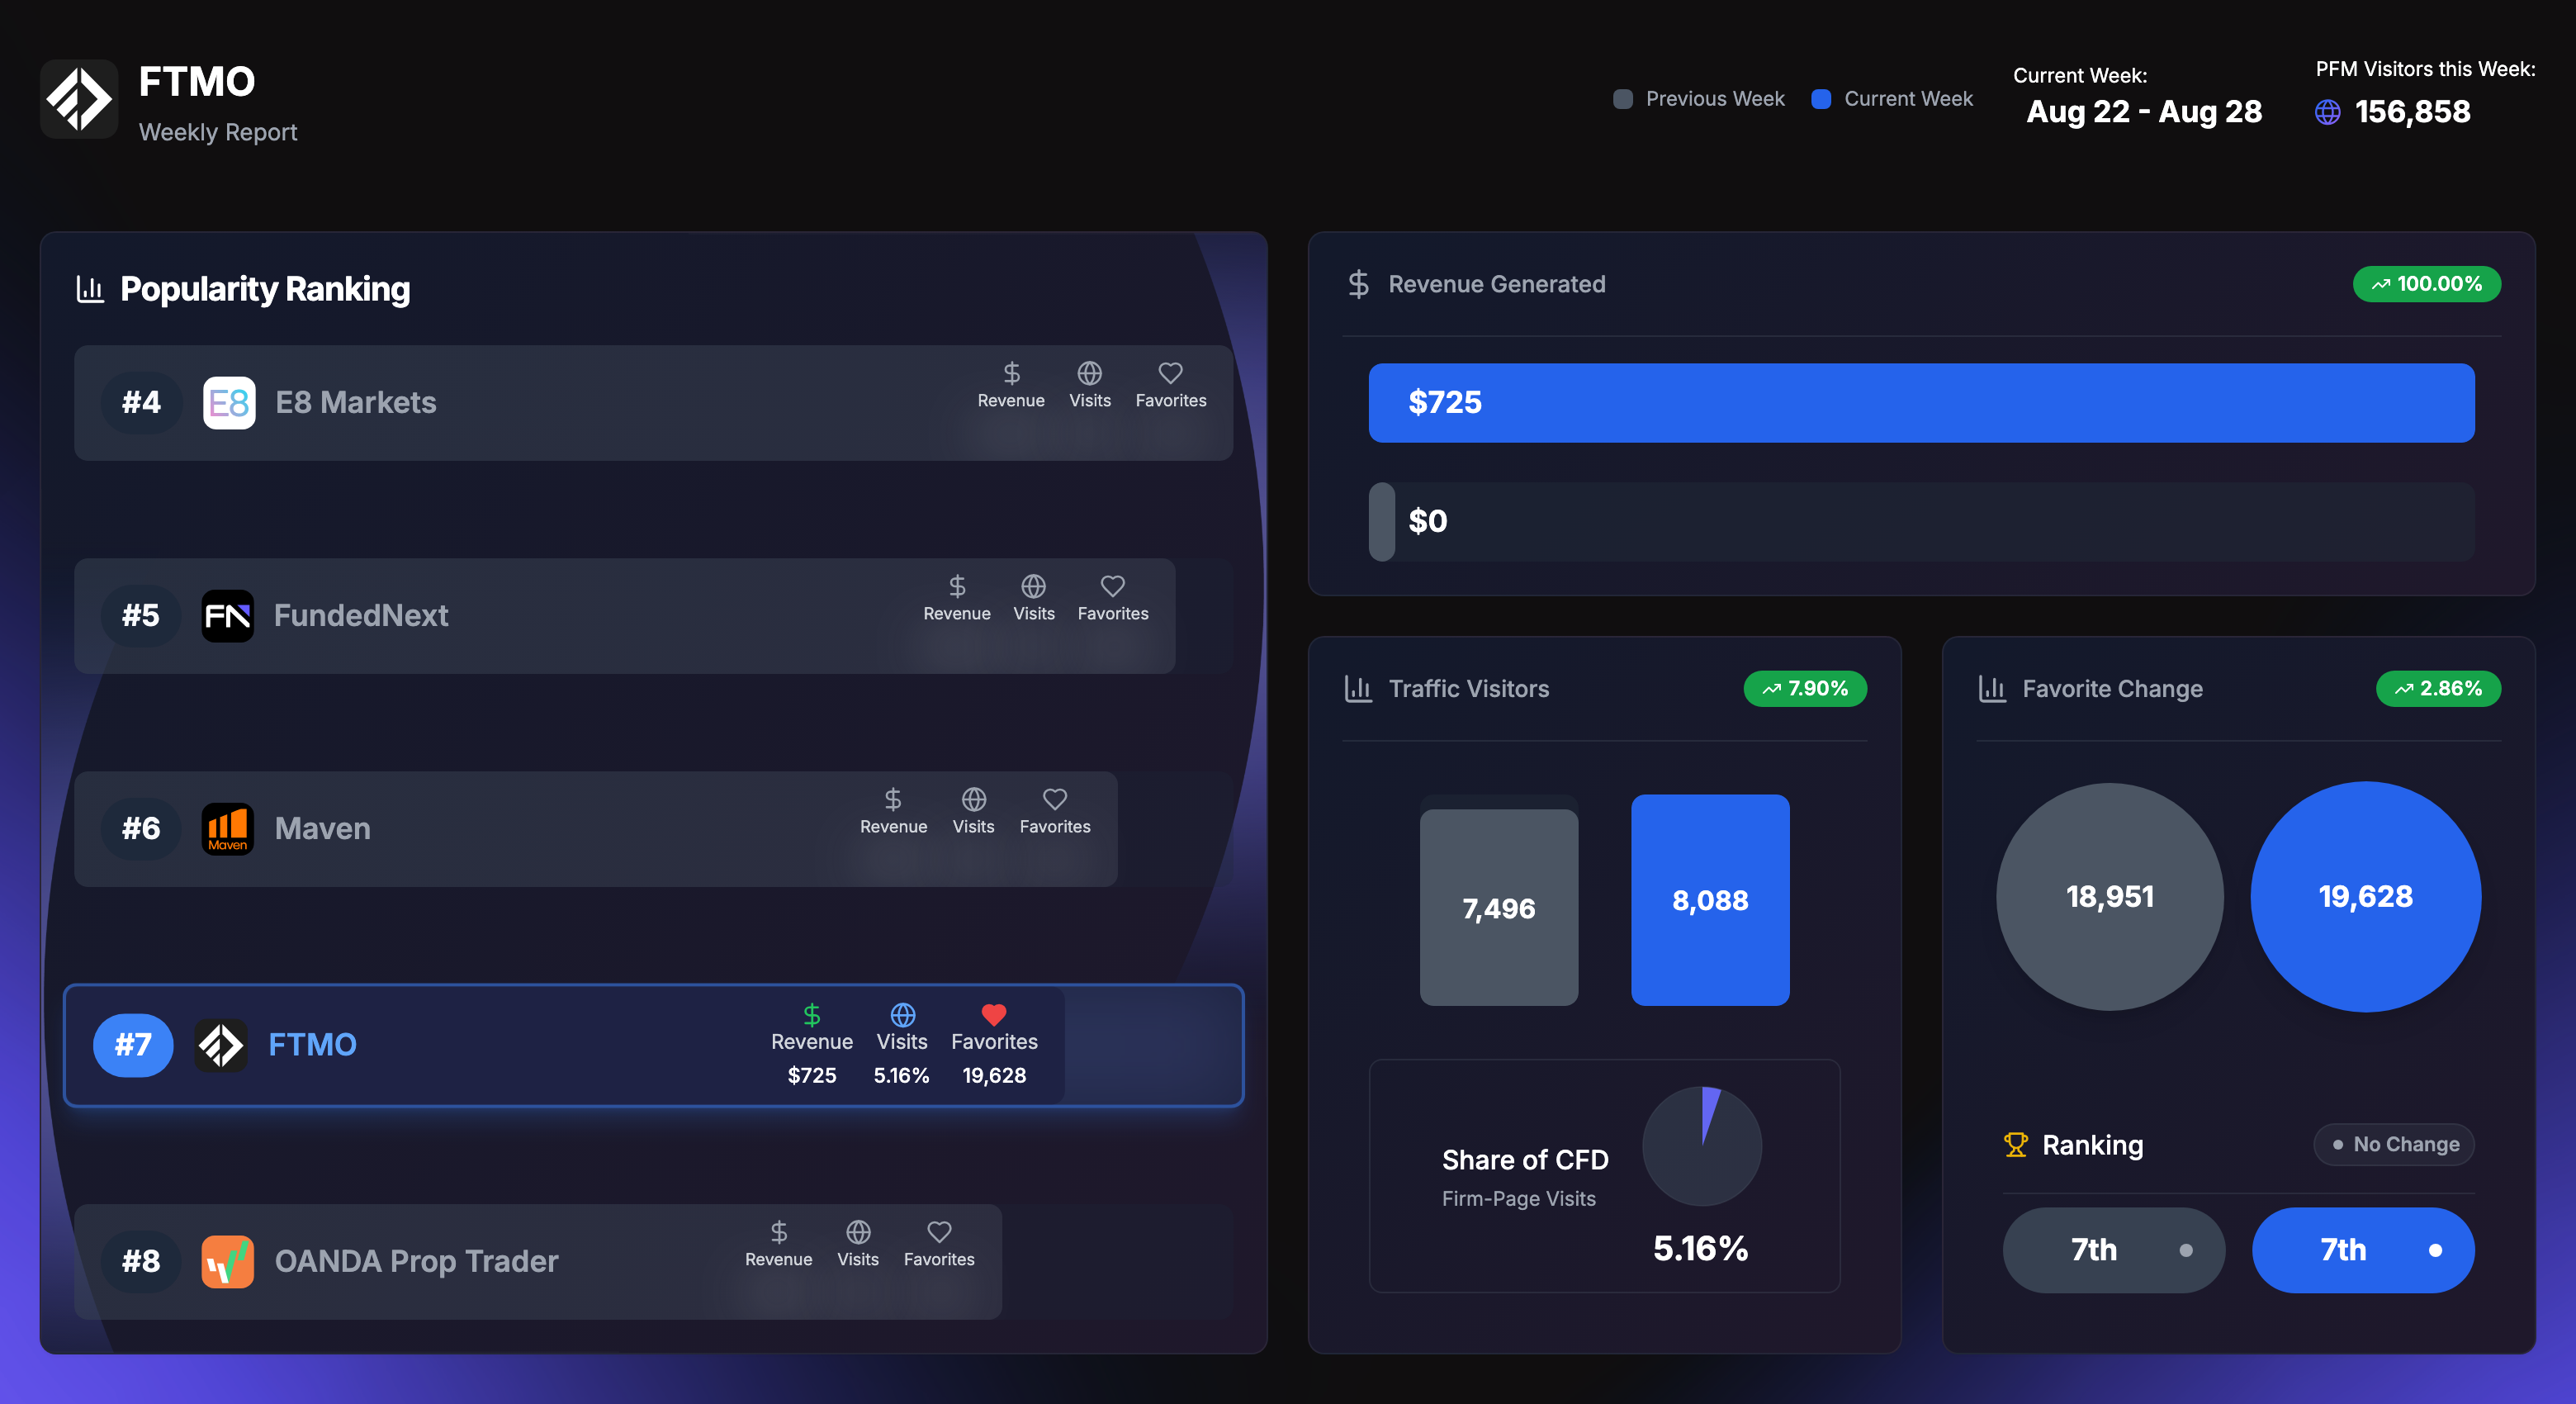 FTMO
Weekly Report
Previous Week
Current Week
Current Week:
Aug 22 - Aug 28
PFM Visitors this Week:
156,858
Popularity Ranking
#4
E8
E8 Markets
Revenue
Visits
Favorites
#5
FN
FundedNext
Revenue
Visits
Favorites
#6
Maven
Maven
Revenue
Visits
Favorites
#7
FTMO
Revenue
Visits
Favorites
$725
5.16%
19,628
#8
OANDA Prop Trader
Revenue
Visits
Favorites
Revenue Generated
100.00%
$725
$0
Traffic Visitors
7.90%
7,496
8,088
Share of CFD
Firm-Page Visits
5.16%
Favorite Change
2.86%
18,951
19,628
Ranking
No Change
7th
7th